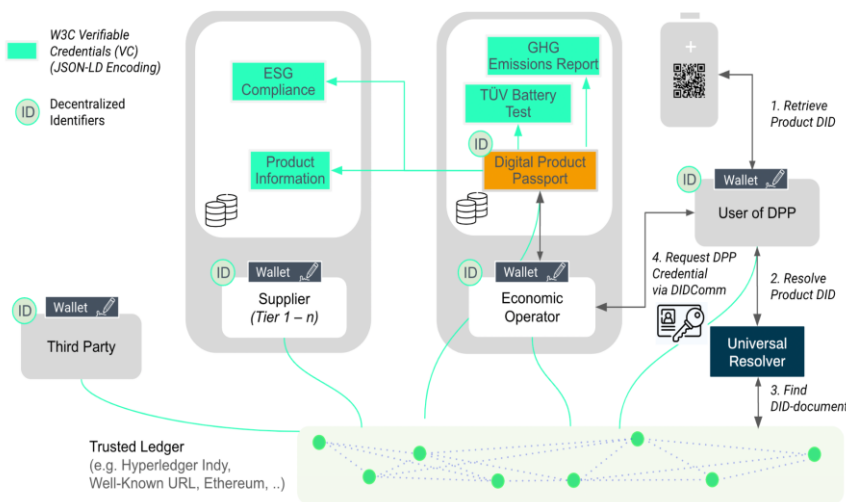 W3C Verifiable
Credentials (VC)
(JSON-LD Encoding)
ID
Decentralized
Identifiers
ESG
Compliance
Product
Information
GHG
Emissions Report
TÜV Battery
Test
ID
Digital Product
Passport
+
1. Retrieve
Product DID
ID
Wallet
User of DPP
4. Request DPP
Credential
via DIDComm
2. Resolve
Product DID
ID
Wallet
Supplier
(Tier 1 – n)
ID
Wallet
Economic
Operator
ID
Wallet
Third Party
Universal
Resolver
3. Find
DID-document
Trusted Ledger
(e.g. Hyperledger Indy,
Well-Known URL, Ethereum, ..)